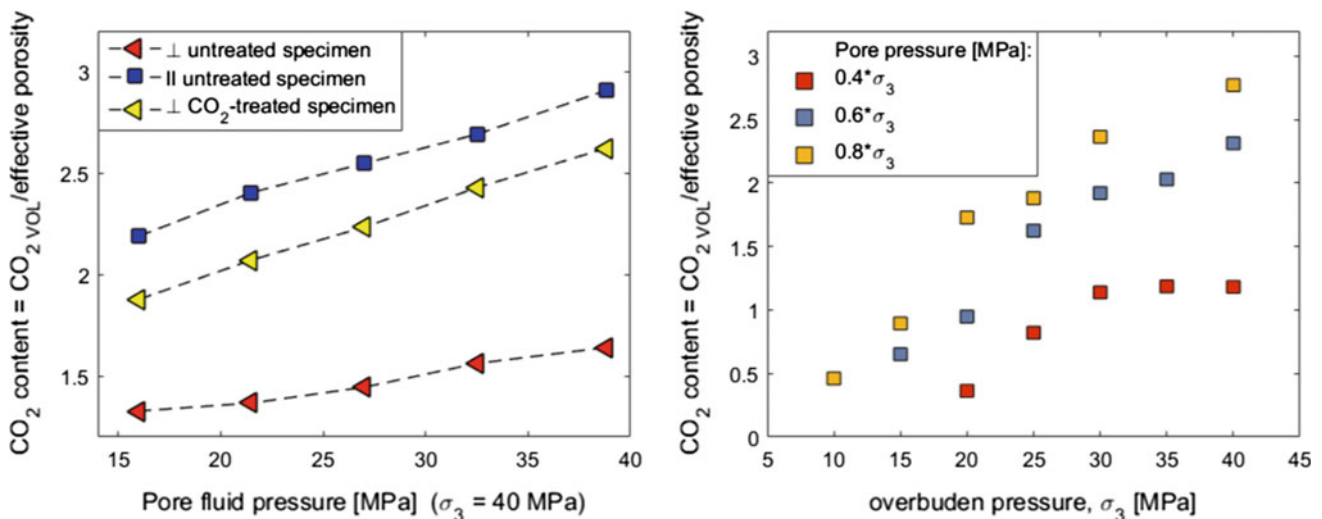 CO2 content = CO2 VOL/effective porosity
⊥ untreated specimen
II untreated specimen
⊥ CO2-treated specimen
3
2.5
2
1.5
15 20 25 30 35 40
Pore fluid pressure [MPa] (σ3 = 40 MPa)
CO2 content = CO2 VOL/effective porosity
Pore pressure [MPa]:
0.4*σ3
0.6*σ3
0.8*σ3
3
2.5
2
1.5
1
0.5
0
5 10 15 20 25 30 35 40 45
overbuden pressure, σ3 [MPa]